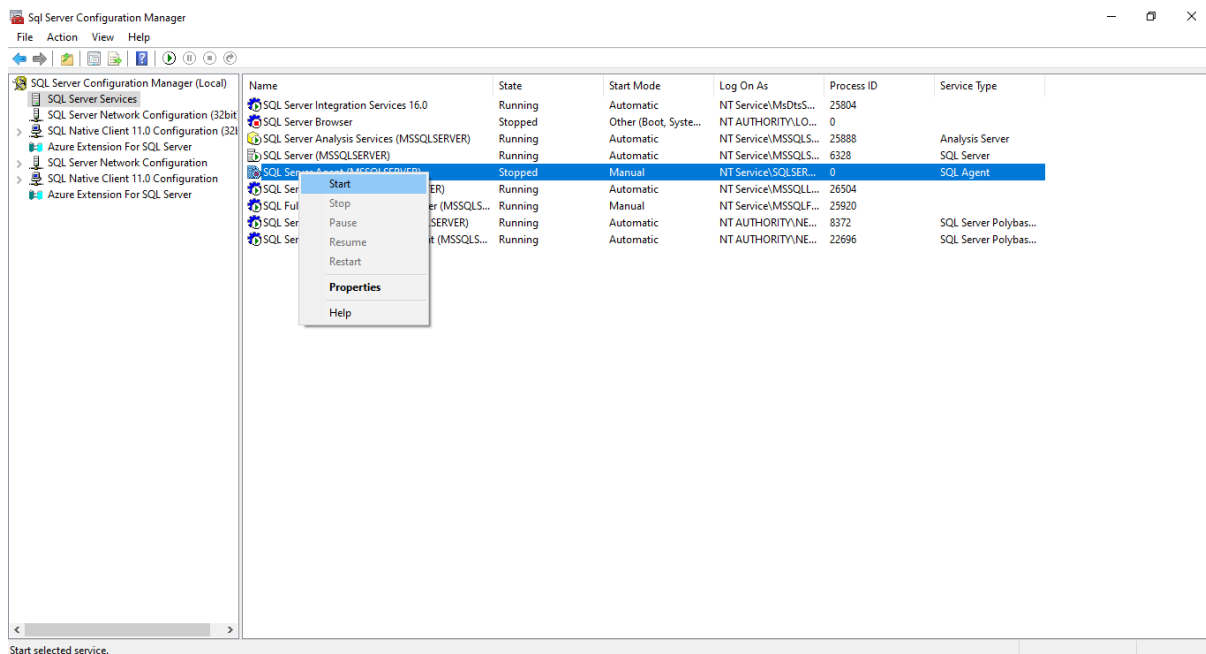 Sql Server Configuration Manager
File Action View Help
SQL Server Configuration Manager (Local)
SQL Server Services
SQL Server Network Configuration (32bit
SQL Native Client 11.0 Configuration (32b
Azure Extension For SQL Server
SQL Server Network Configuration
SQL Native Client 11.0 Configuration
Azure Extension For SQL Server
Name State Start Mode Log On As Process ID Service Type
SQL Server Integration Services 16.0 Running Automatic NT Service\MsDtsS... 25804
SQL Server Browser Stopped Other (Boot, Syste... NT AUTHORITY\LO... 0
SQL Server Analysis Services (MSSQLSERVER) Running Automatic NT Service\MSSQLS... 25888 Analysis Server
SQL Server (MSSQLSERVER) Running Automatic NT Service\MSSQLS... 6328 SQL Server
SQL Server Agent (MSSQLSERVER) Stopped Manual NT Service\SQLSER... 0 SQL Agent
SQL Ser ER) Running Automatic NT Service\MSSQLL... 26504
SQL Ful er (MSSQLS... Running Manual NT Service\MSSQLF... 25920
SQL Ser SERVER) Running Automatic NT AUTHORITY\NE... 8372 SQL Server Polybas...
SQL Ser t (MSSQLS... Running Automatic NT AUTHORITY\NE... 22696 SQL Server Polybas...
Start
Stop
Pause
Resume
Restart
Properties
Help
Start selected service.